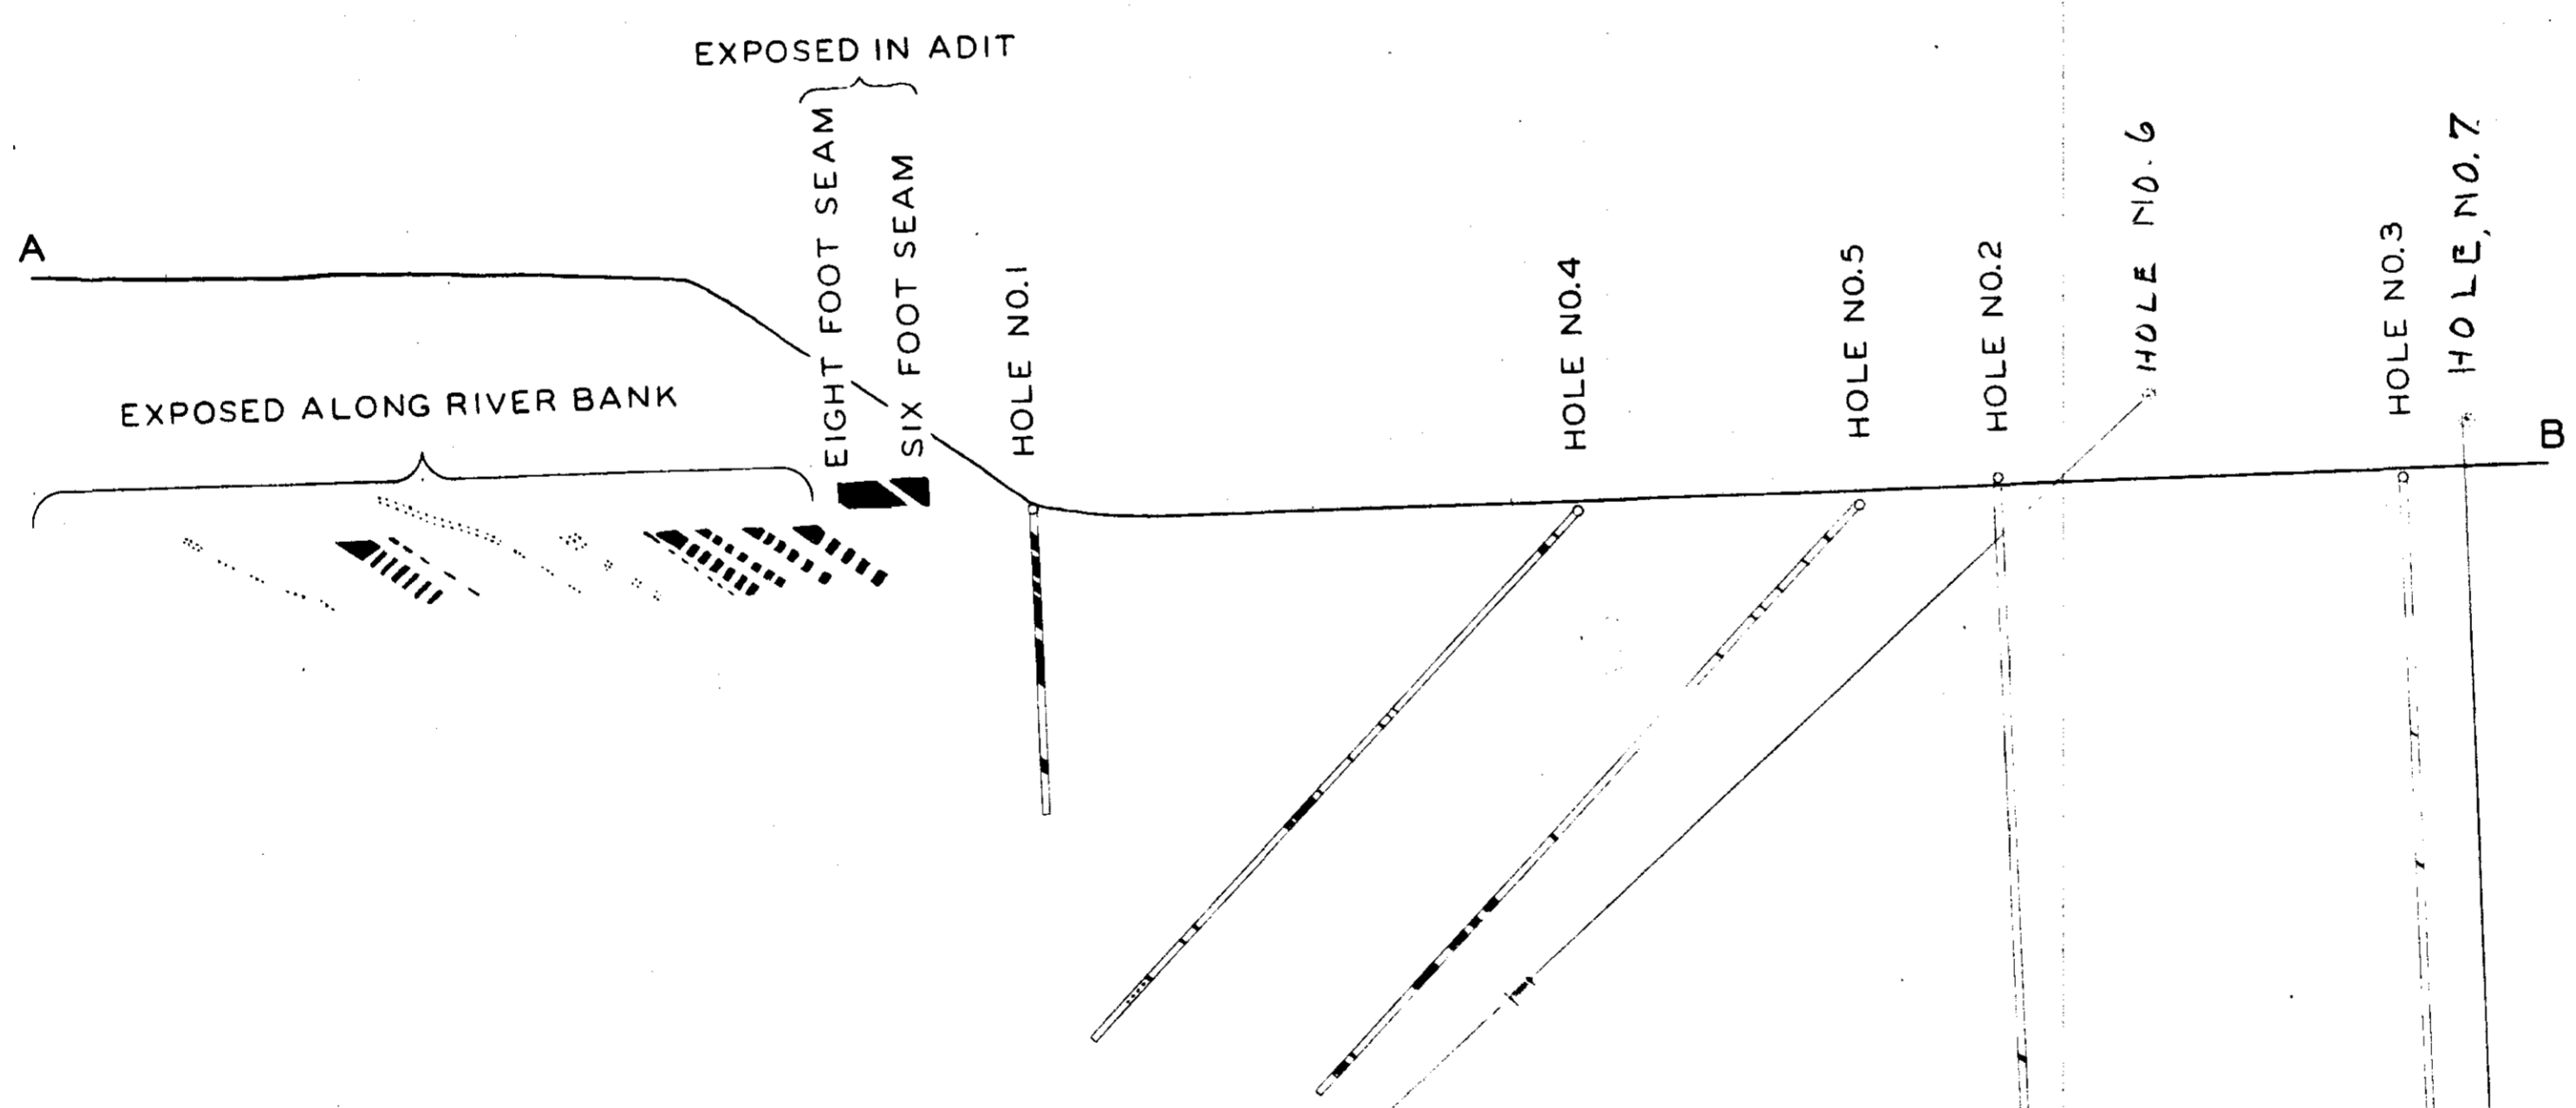 EXPOSED IN ADIT
EIGHT FOOT SEAM
SIX FOOT SEAM
A
EXPOSED ALONG RIVER BANK
HOLE NO.1
HOLE NO.4
HOLE NO.5
HOLE NO.2
HOLE NO.6
HOLE NO.3
HOLE NO.7
B